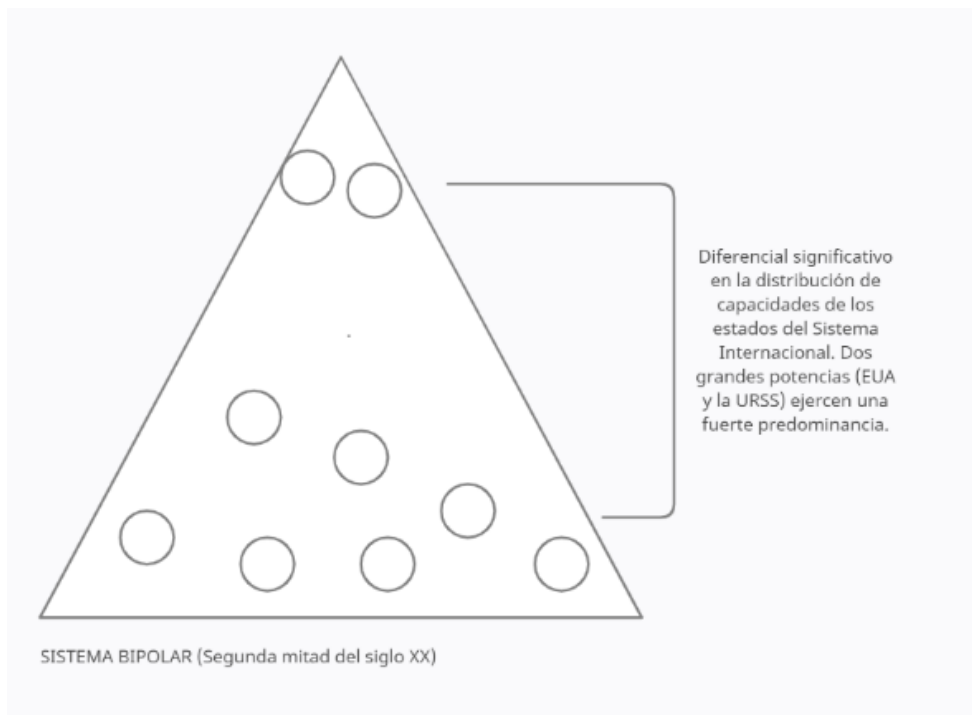 Diferencial significativo
en la distribución de
capacidades de los
estados del Sistema
Internacional. Dos
grandes potencias (EUA
y la URSS) ejercen una
fuerte predominancia.
SISTEMA BIPOLAR (Segunda mitad del siglo XX)